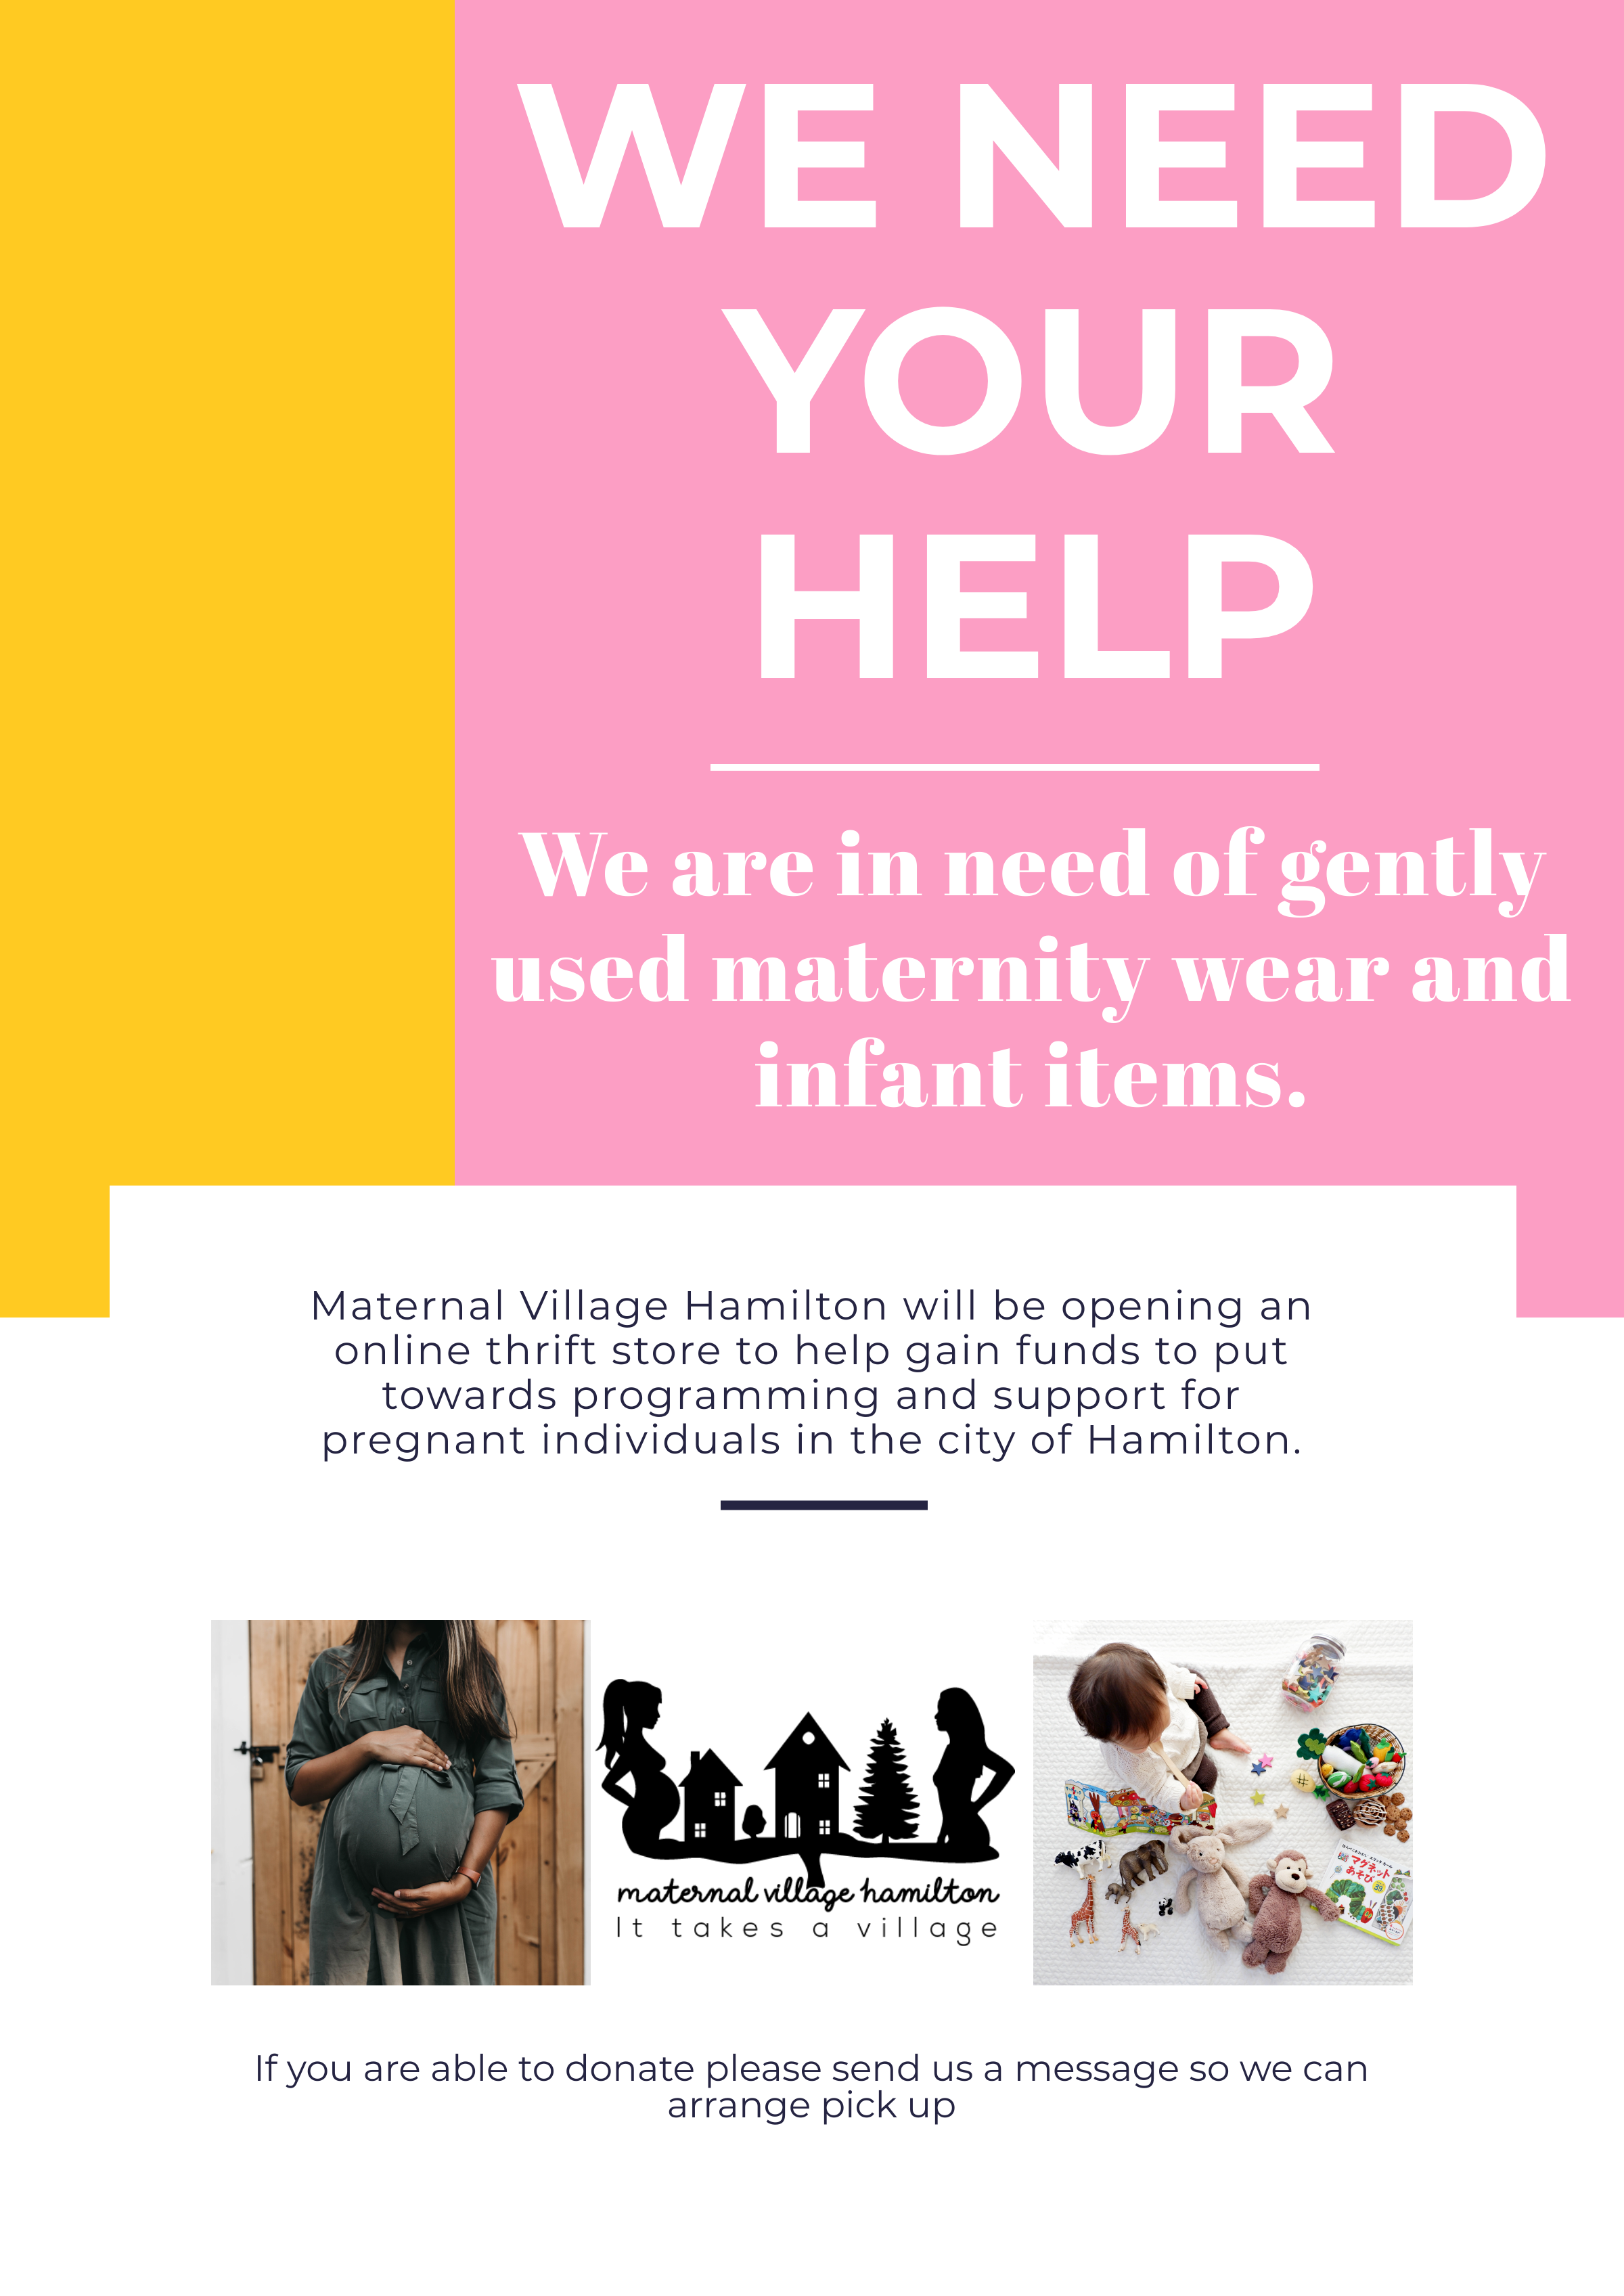 WE NEED
YOUR
HELP
We are in need of gently
used maternity wear and
infant items.
Maternal Village Hamilton will be opening an
online thrift store to help gain funds to put
towards programming and support for
pregnant individuals in the city of Hamilton.
maternal village hamilton
It takes a village
マグネット
あそび
If you are able to donate please send us a message so we can
arrange pick up